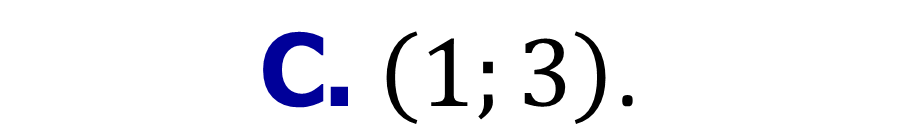 C. (1; 3).